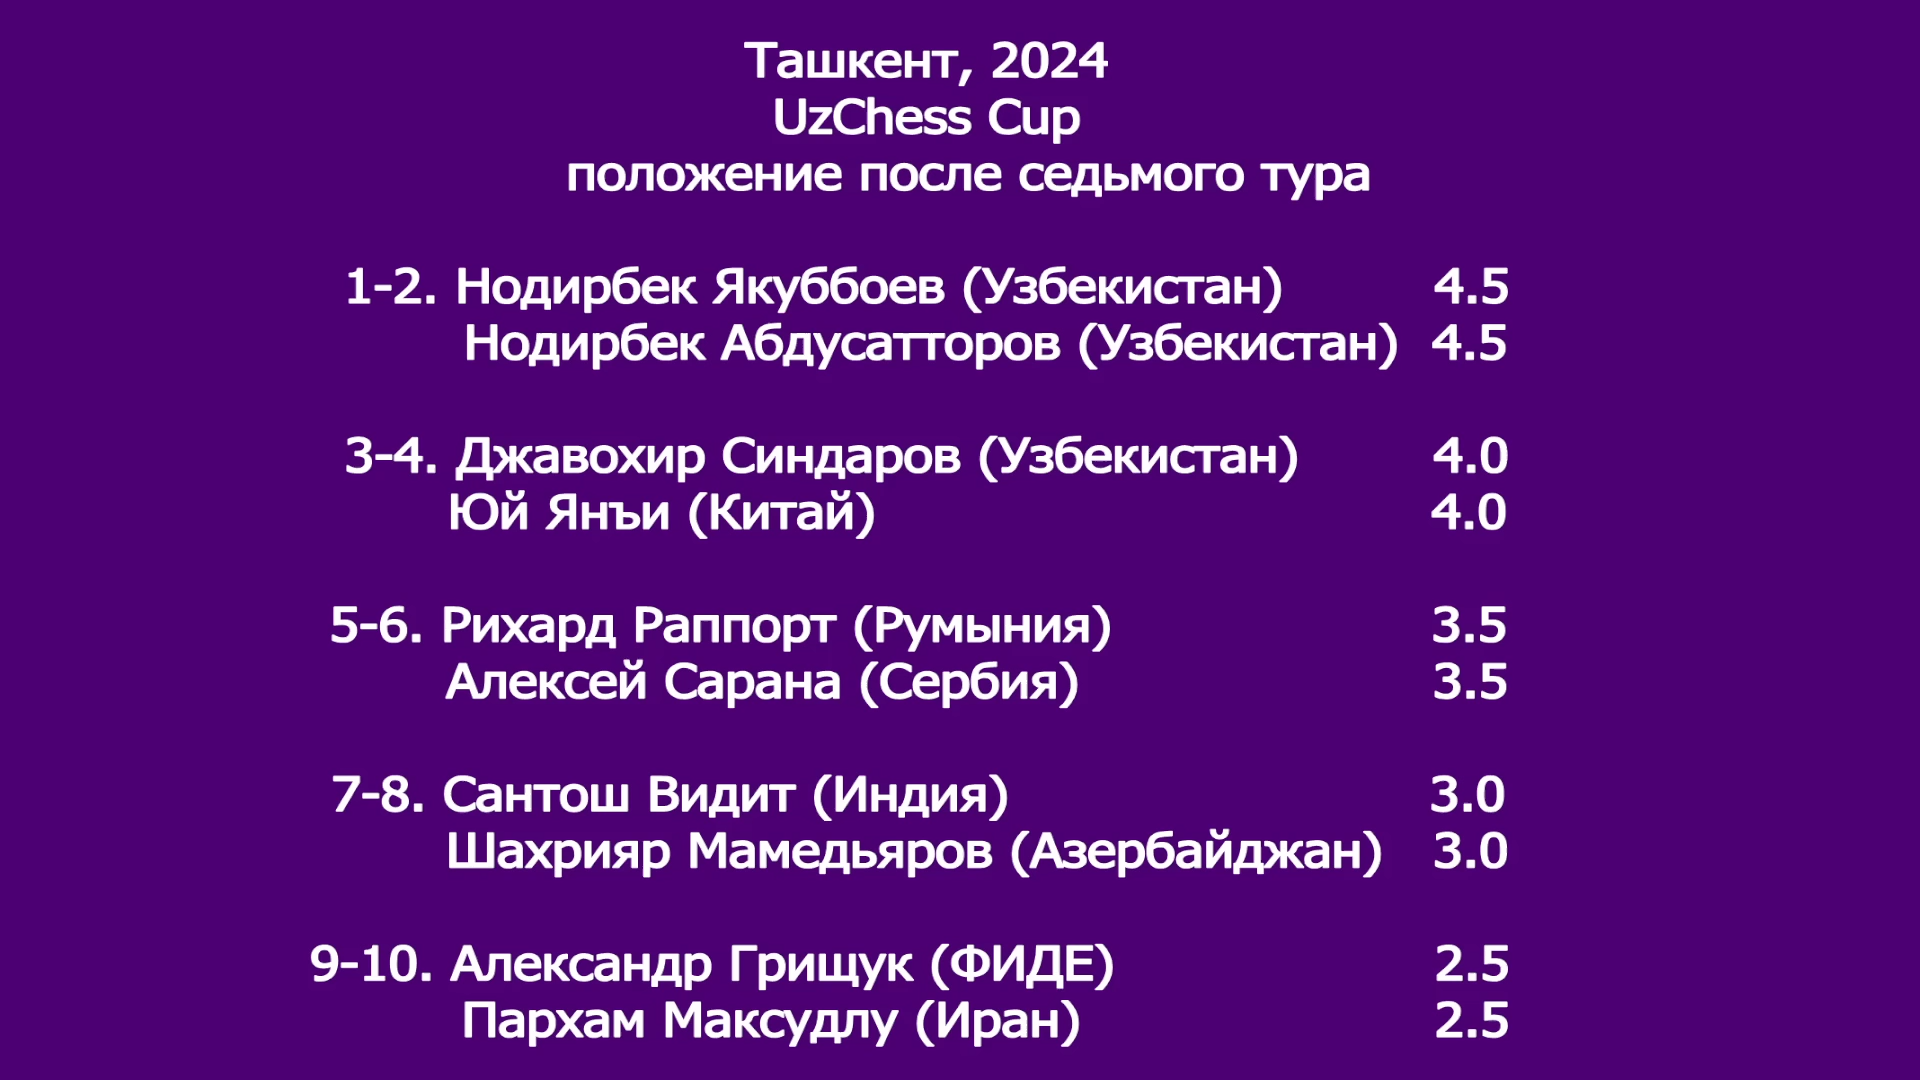 Ташкент, 2024
UzChess Cup
положение после седьмого тура
1-2. Нодирбек Якуббоев (Узбекистан) 4.5
Нодирбек Абдусатторов (Узбекистан) 4.5
3-4. Джавохир Синдаров (Узбекистан) 4.0
Юй Янъи (Китай) 4.0
5-6. Рихард Раппорт (Румыния) 3.5
Алексей Сарана (Сербия) 3.5
7-8. Сантош Видит (Индия) 3.0
Шахрияр Мамедьяров (Азербайджан) 3.0
9-10. Александр Грищук (ФИДЕ) 2.5
Пархам Максудлу (Иран) 2.5